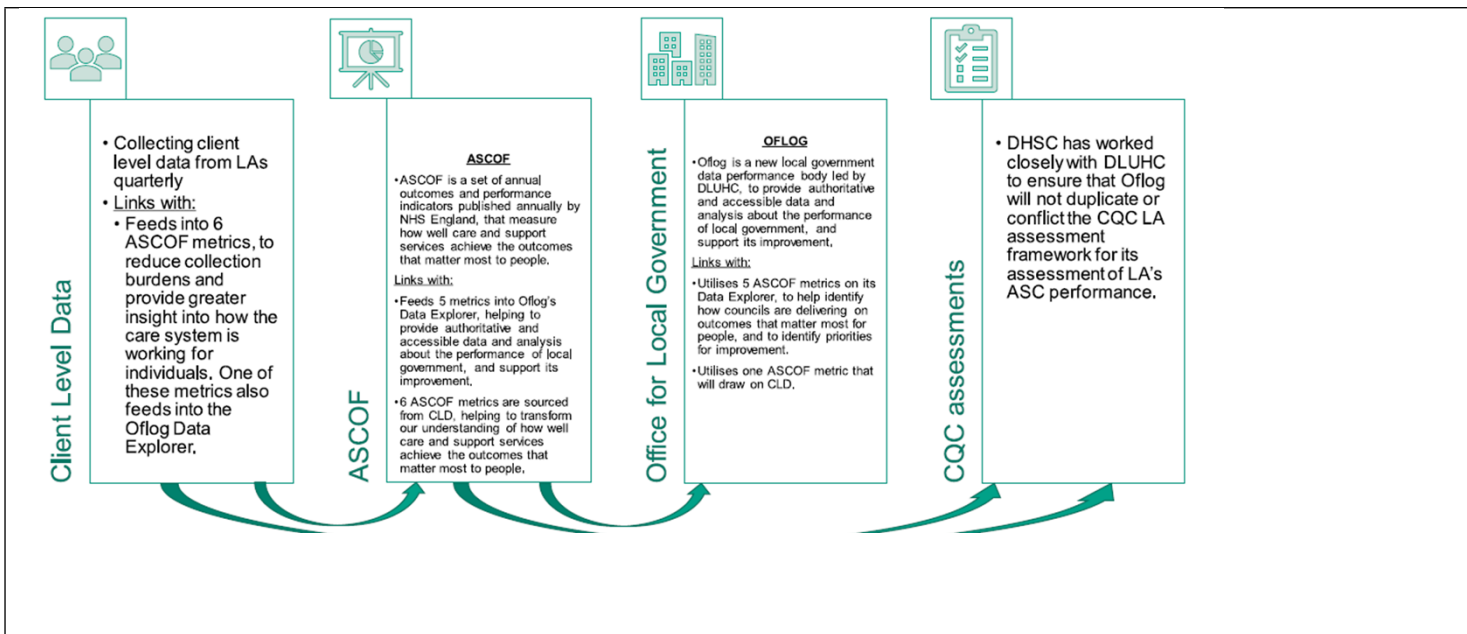 Client Level Data
• Collecting client
level data from LAs
quarterly
• Links with:
• Feeds into 6
ASCOF metrics, to
reduce collection
burdens and
provide greater
insight into how the
care system is
working for
individuals. One of
these metrics also
feeds into the
Oflog Data
Explorer.
ASCOF
ASCOF
•ASCOF is a set of annual
outcomes and performance
indicators published annually by
NHS England, that measure
how well care and support
services achieve the outcomes
that matter most to people.
Links with:
•Feeds 5 metrics into Oflog's
Data Explorer, helping to
provide authoritative and
accessible data and analysis
about the performance of local
government, and support its
improvement.
•6 ASCOF metrics are sourced
from CLD, helping to transform
our understanding of how well
care and support services
achieve the outcomes that
matter most to people.
Office for Local Government
OFLOG
•Oflog is a new local government
data performance body led by
DLUHC, to provide authoritative
and accessible data and
analysis about the performance
of local government, and
support its improvement.
Links with:
•Utilises 5 ASCOF metrics on its
Data Explorer, to help identify
how councils are delivering on
outcomes that matter most for
people, and to identify priorities
for improvement.
•Utilises one ASCOF metric that
will draw on CLD.
CQC assessments
• DHSC has worked
closely with DLUHC
to ensure that Oflog
will not duplicate or
conflict the CQC LA
assessment
framework for its
assessment of LA's
ASC performance.